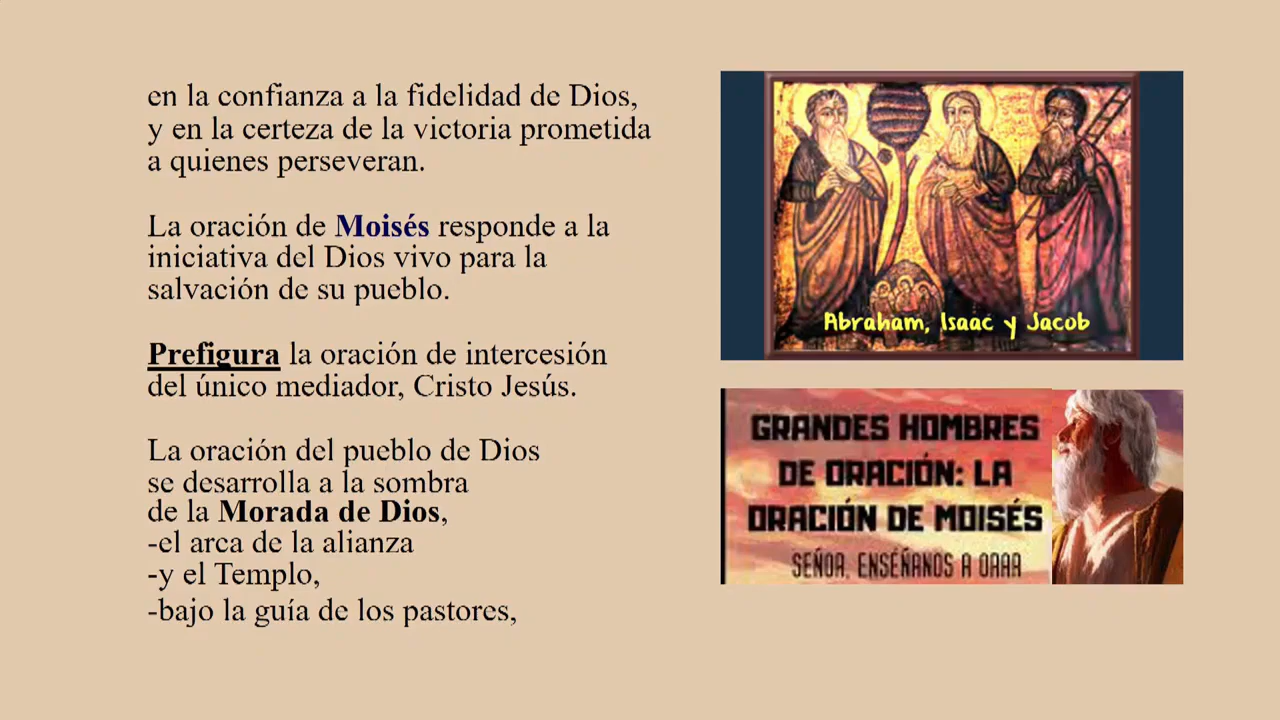 en la confianza a la fidelidad de Dios,
y en la certeza de la victoria prometida
a quienes perseveran.
La oración de Moisés responde a la
iniciativa del Dios vivo para la
salvación de su pueblo.
Prefigura la oración de intercesión
del único mediador, Cristo Jesús.
La oración del pueblo de Dios
se desarrolla a la sombra
de la Morada de Dios,
-el arca de la alianza
-y el Templo,
-bajo la guía de los pastores,
Abraham, Isaac y Jacob
GRANDES HOMBRES
DE ORACIÓN: LA
ORACIÓN DE MOISÉS
SEÑOR, ENSÉÑANOS A ORAR